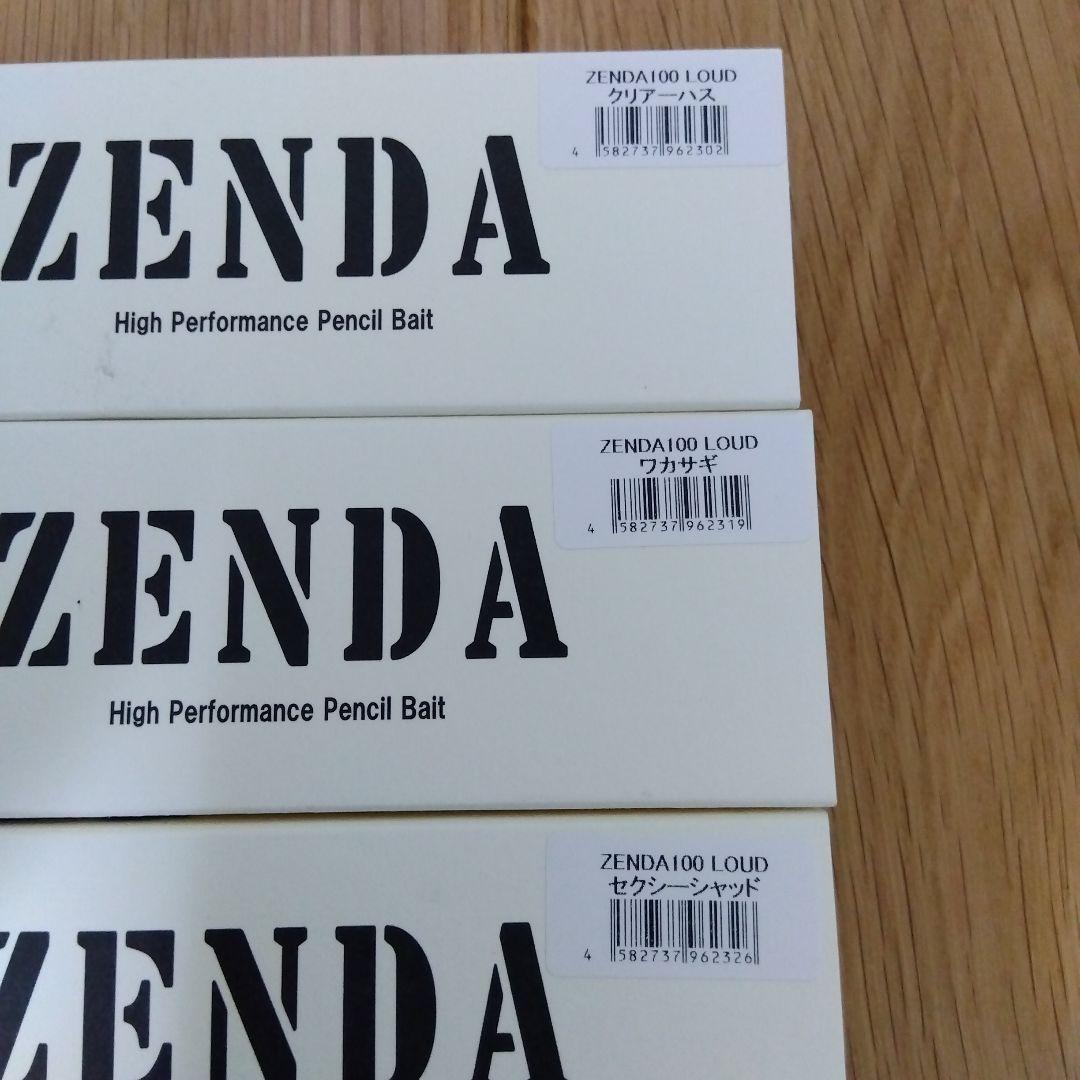 ZENDA100 LOUD
クリアーハス
4 582737 962302
ZENDA
High Performance Pencil Bait
ZENDA100 LOUD
ワカサギ
4 582737 962319
ZENDA
High Performance Pencil Bait
ZENDA100 LOUD
セクシーシャッド
4 582737 962326
ZENDA